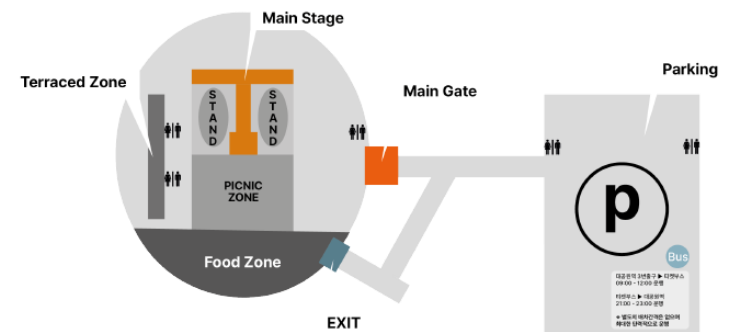 Main Stage
Terraced Zone
Parking
Main Gate
STAND
STAND
PICNIC
ZONE
p
Food Zone
EXIT
Bus
대공원역 3번출구 ▶ 티켓부스
09:00 - 12:00 운행
티켓부스 ▶ 대공원역
21:00 - 23:00 운행
* 별도의 배차간격은 없으며
최대한 탄력적으로 운행